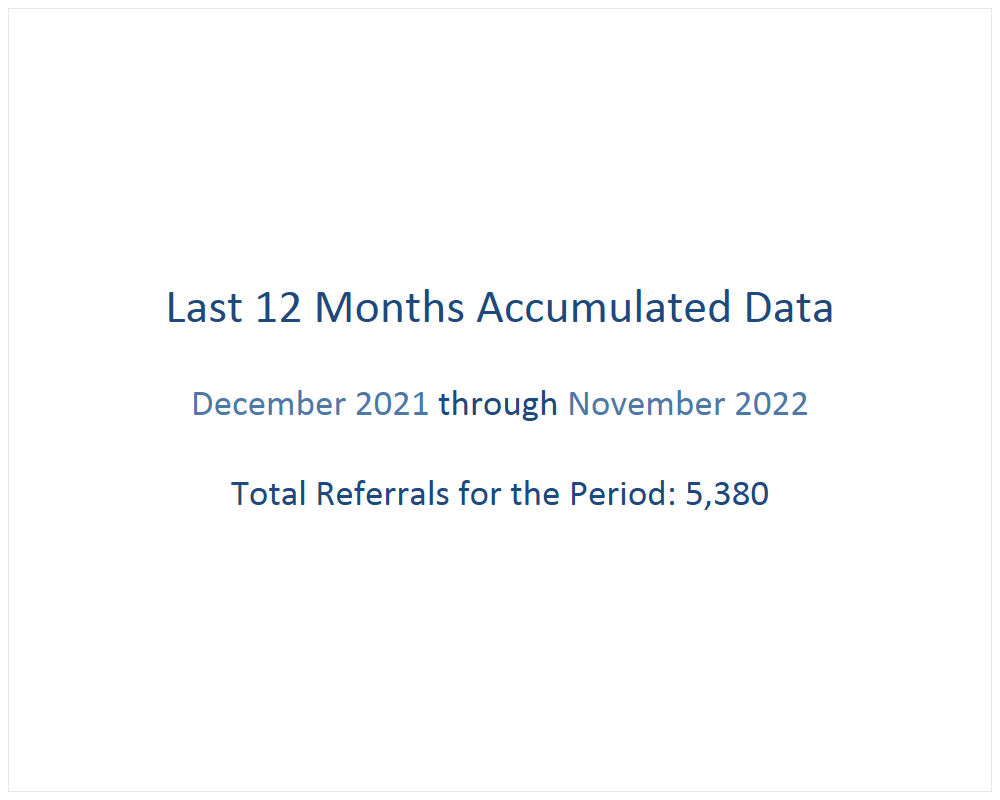 Last 12 Months Accumulated Data
December 2021 through November 2022
Total Referrals for the Period: 5,380